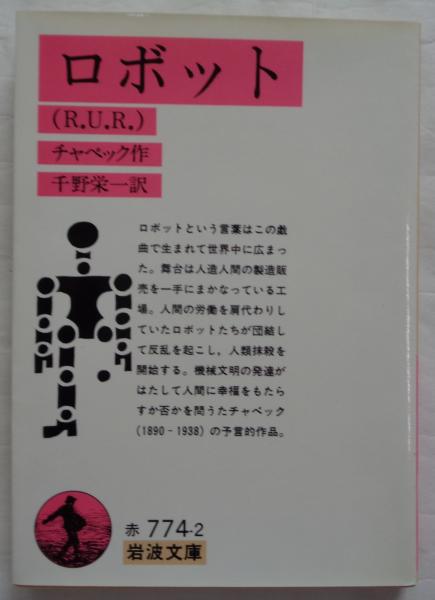 ロボット
(R.U.R.)
チャペック作
千野栄一訳
ロボットという言葉はこの戯
曲で生まれて世界中に広まっ
た。舞台は人造人間の製造販
売を一手にまかなっている工
場。人間の労働を肩代わりし
ていたロボットたちが団結し
て反乱を起こし，人類抹殺を
開始する。機械文明の発達が
はたして人間に幸福をもたら
すか否かを問うたチャペック
(1890‐1938) の予言的作品。
赤 774-2
岩波文庫